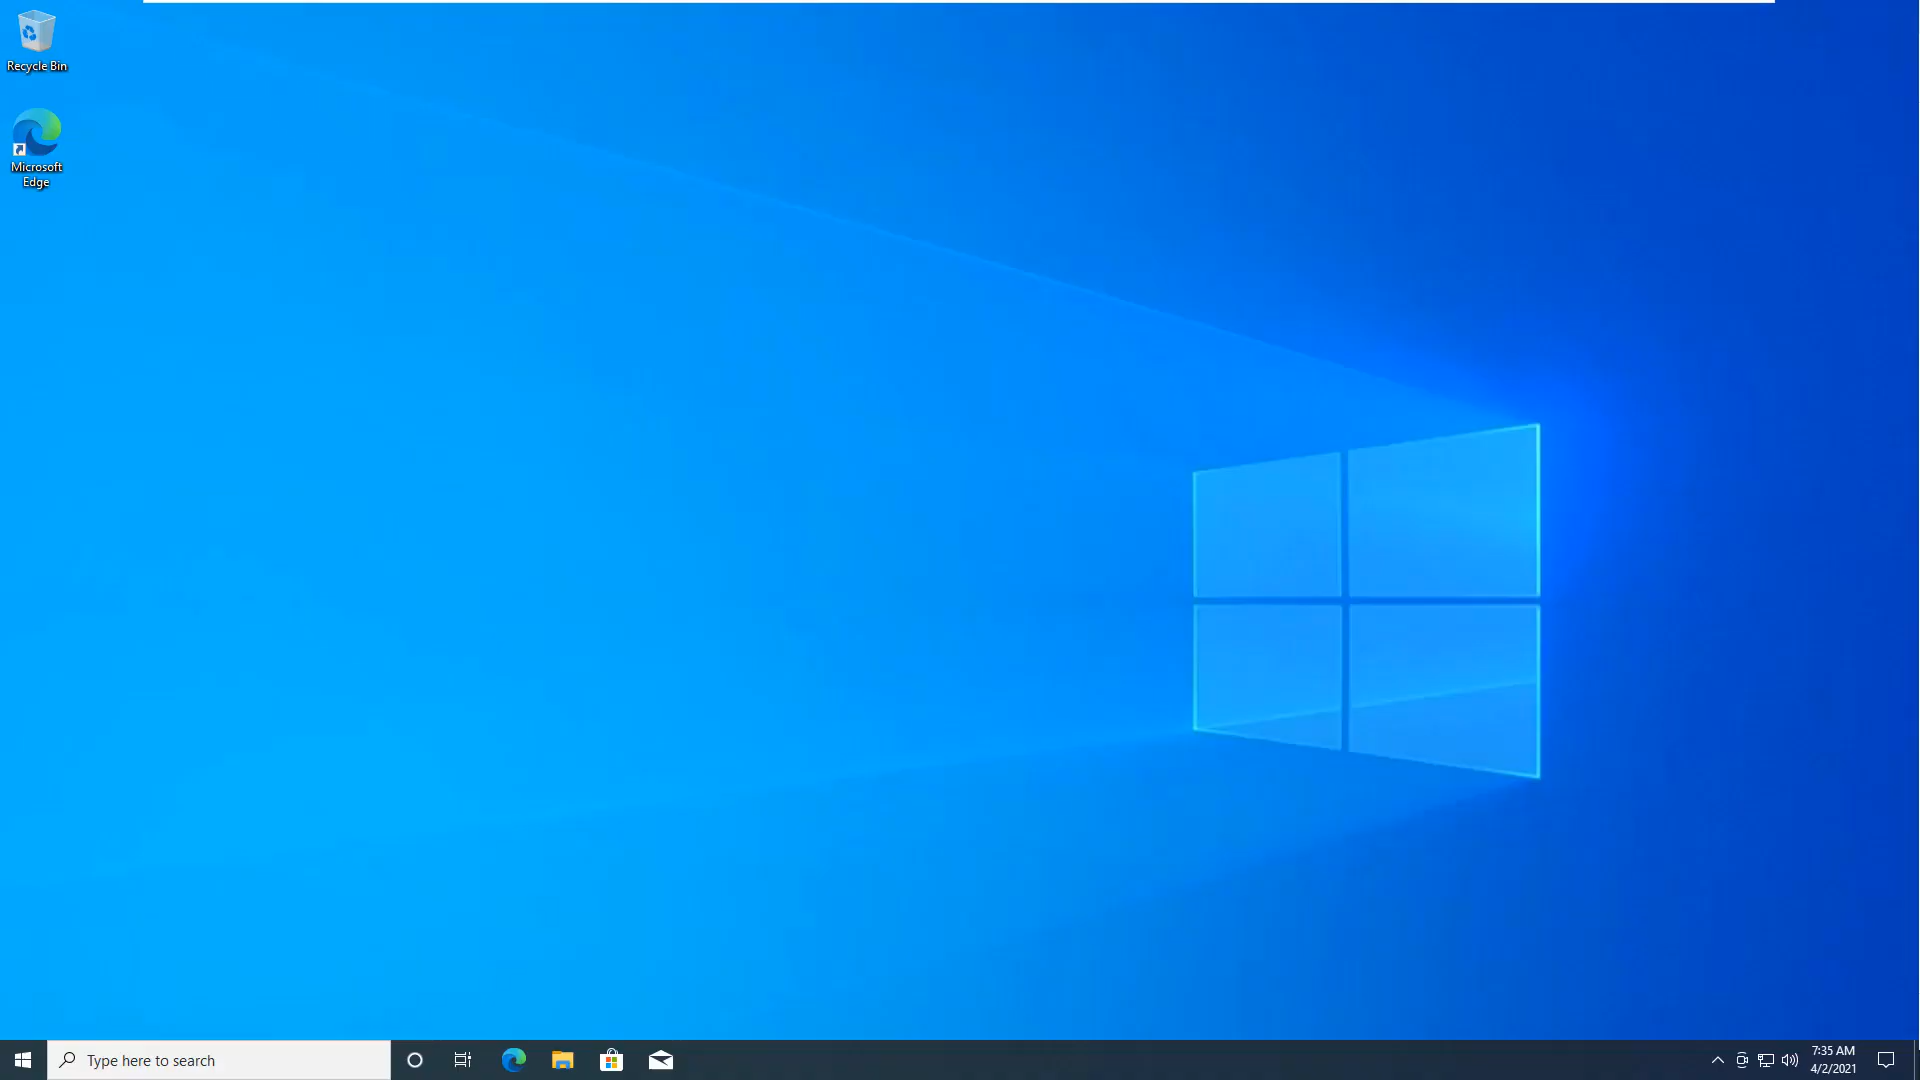 Recycle Bin
Microsoft
Edge
Type here to search
7:35 AM
4/2/2021